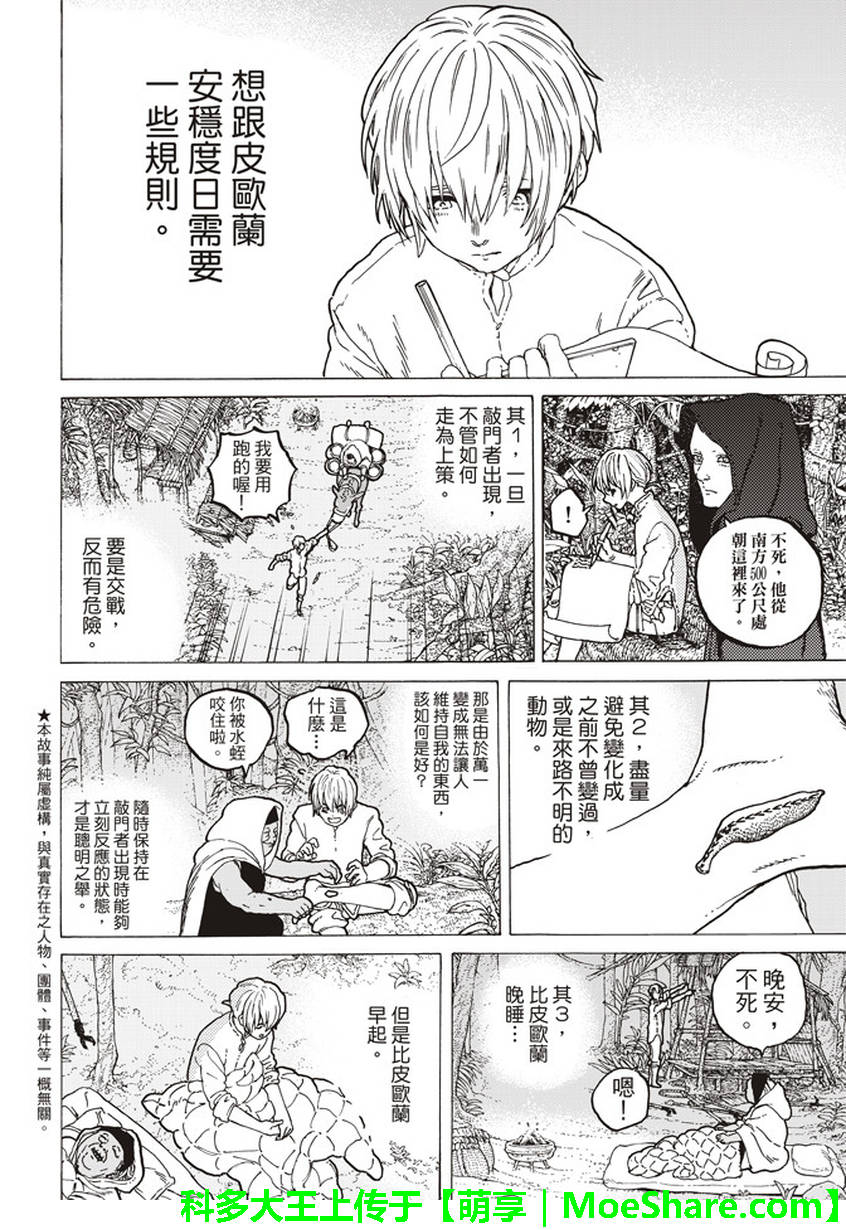 想跟皮歐蘭
安穩度日需要
一些規則。
不死，他從
南方500公尺處
朝這裡來了。
！
其1，一旦
敲門者出現，
不管如何
走為上策。
我要用
跑的喔！
要是交戰，
反而有危險。
其2，盡量
避免變化成
之前不曾變過，
或是來路不明的
動物。
那是由於萬一
變成無法讓人
維持自我的東西，
該如何是好？
這是
什麼…
你被水蛭
咬住啦。
隨時保持在
敲門者出現時能夠
立刻反應的狀態，
才是聰明之舉。
晚安，
不死。
嗯！
其3，
比皮歐蘭
晚睡…
但是比皮歐蘭
早起。
★本故事純屬虛構，與真實存在之人物、團體、事件等一概無關。
科多大王上传于【萌享｜MoeShare.com】